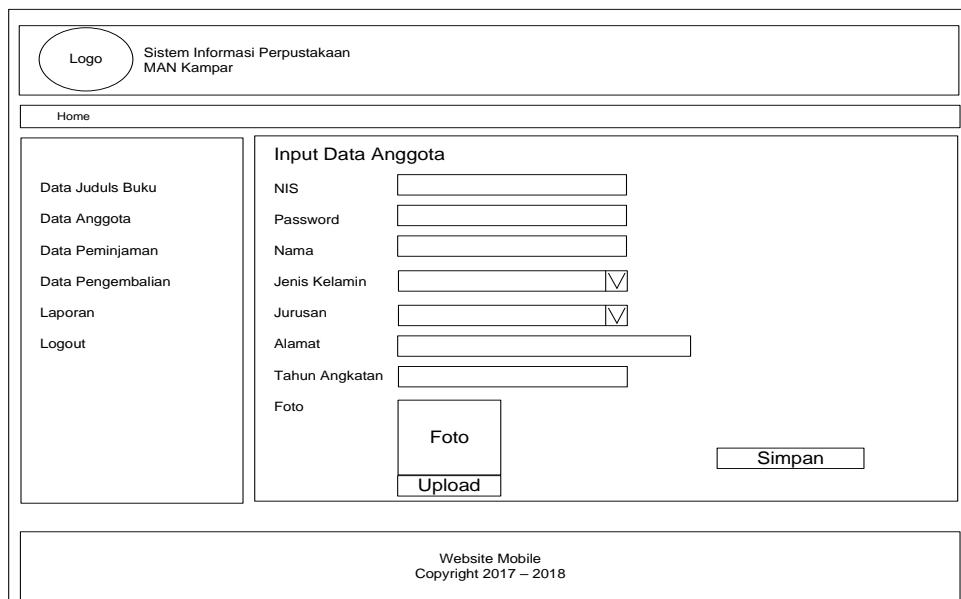 Logo
Sistem Informasi Perpustakaan
MAN Kampar
Home
Data Juduls Buku
Data Anggota
Data Peminjaman
Data Pengembalian
Laporan
Logout
Input Data Anggota
NIS
Password
Nama
Jenis Kelamin
Jurusan
Alamat
Tahun Angkatan
Foto
Foto
Upload
Simpan
Website Mobile
Copyright 2017 – 2018